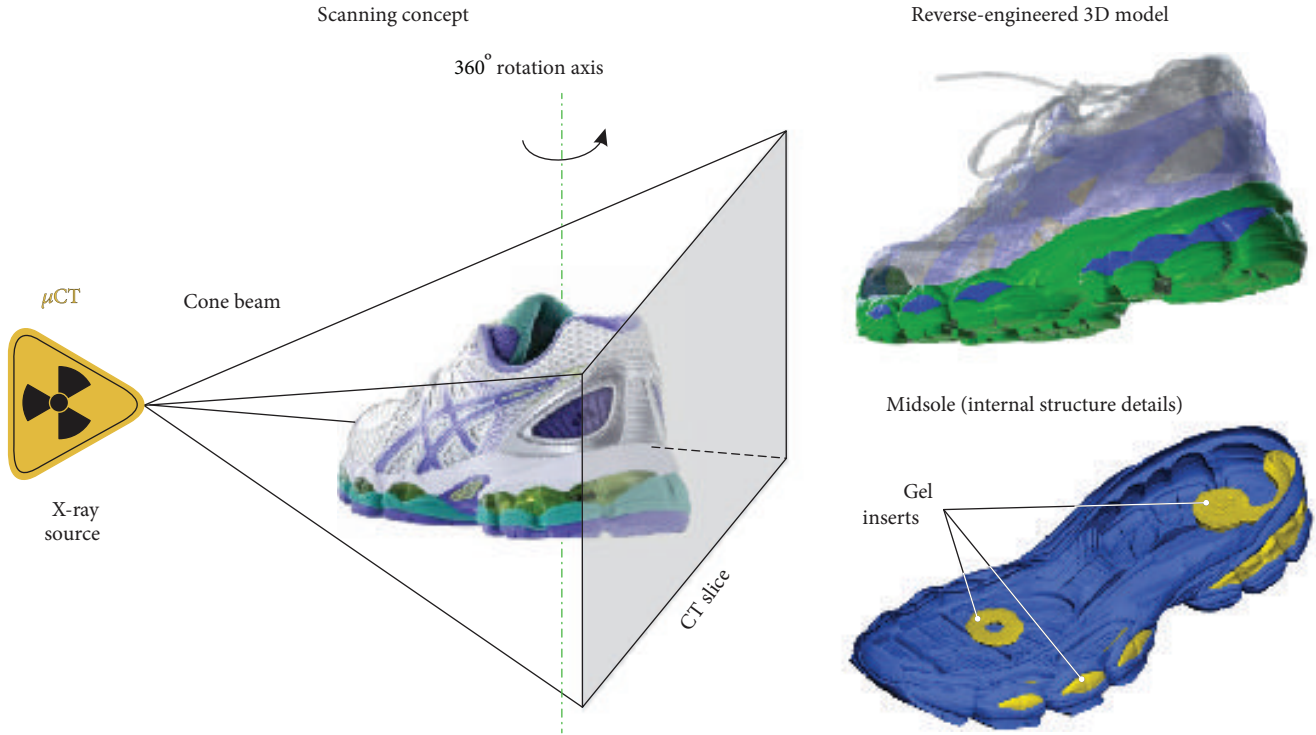 Scanning concept
360° rotation axis
μCT
Cone beam
X-ray
source
CT slice
Reverse-engineered 3D model
Midsole (internal structure details)
Gel
inserts